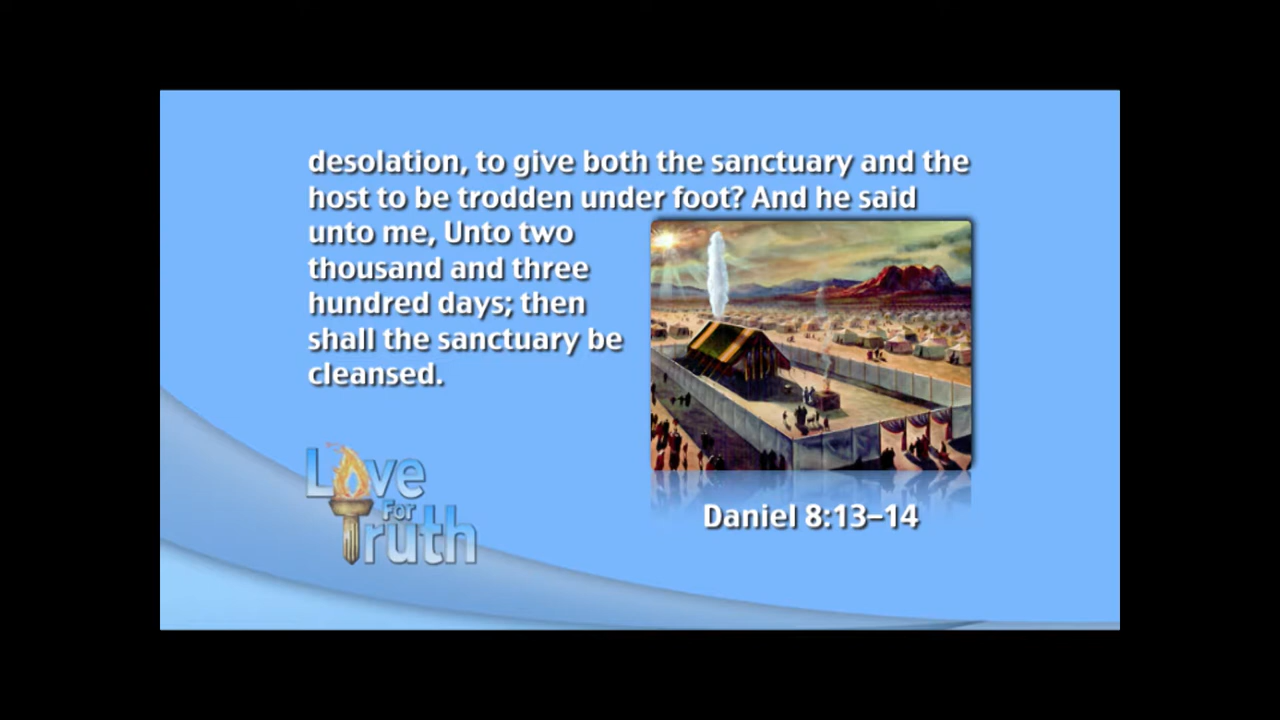 desolation, to give both the sanctuary and the
host to be trodden under foot? And he said
unto me, Unto two
thousand and three
hundred days; then
shall the sanctuary be
cleansed.
Daniel 8:13–14
Love
For
Truth